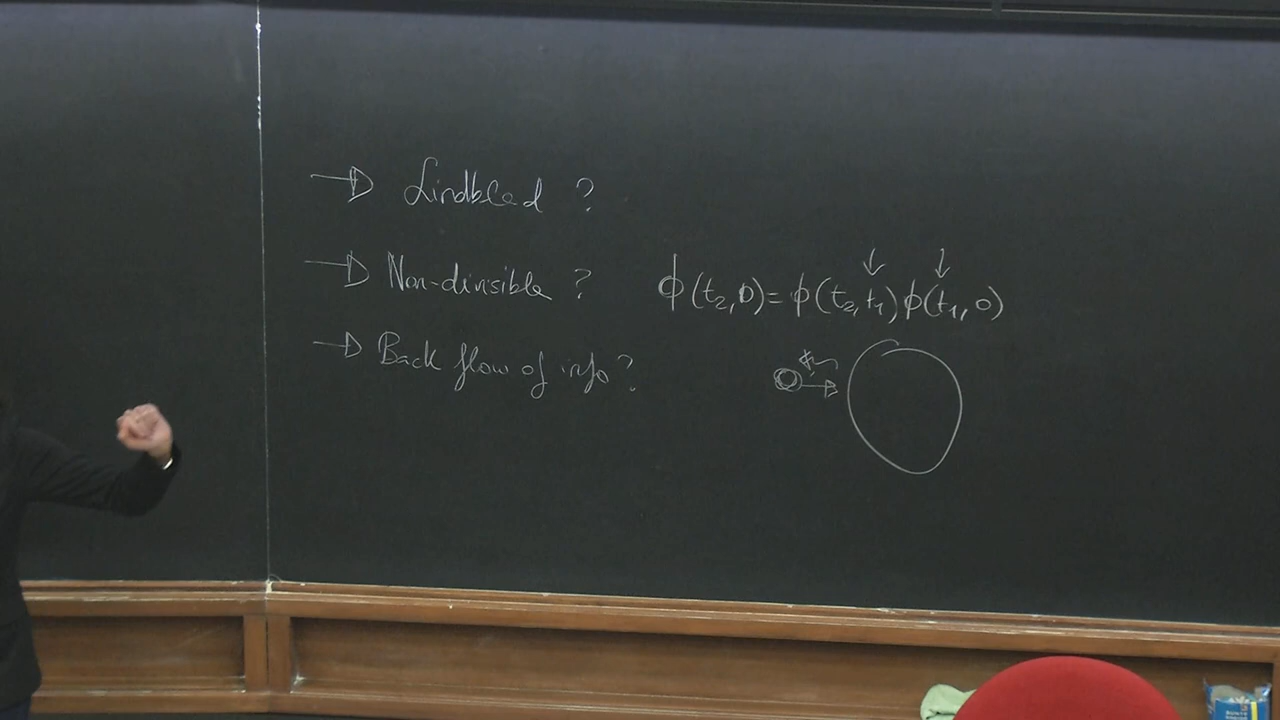 → Lindblad ?
→ Non-divisible ? ϕ(t₂,0)=ϕ(t₂,t₁)ϕ(t₁,0)
→ Back flow of info ?